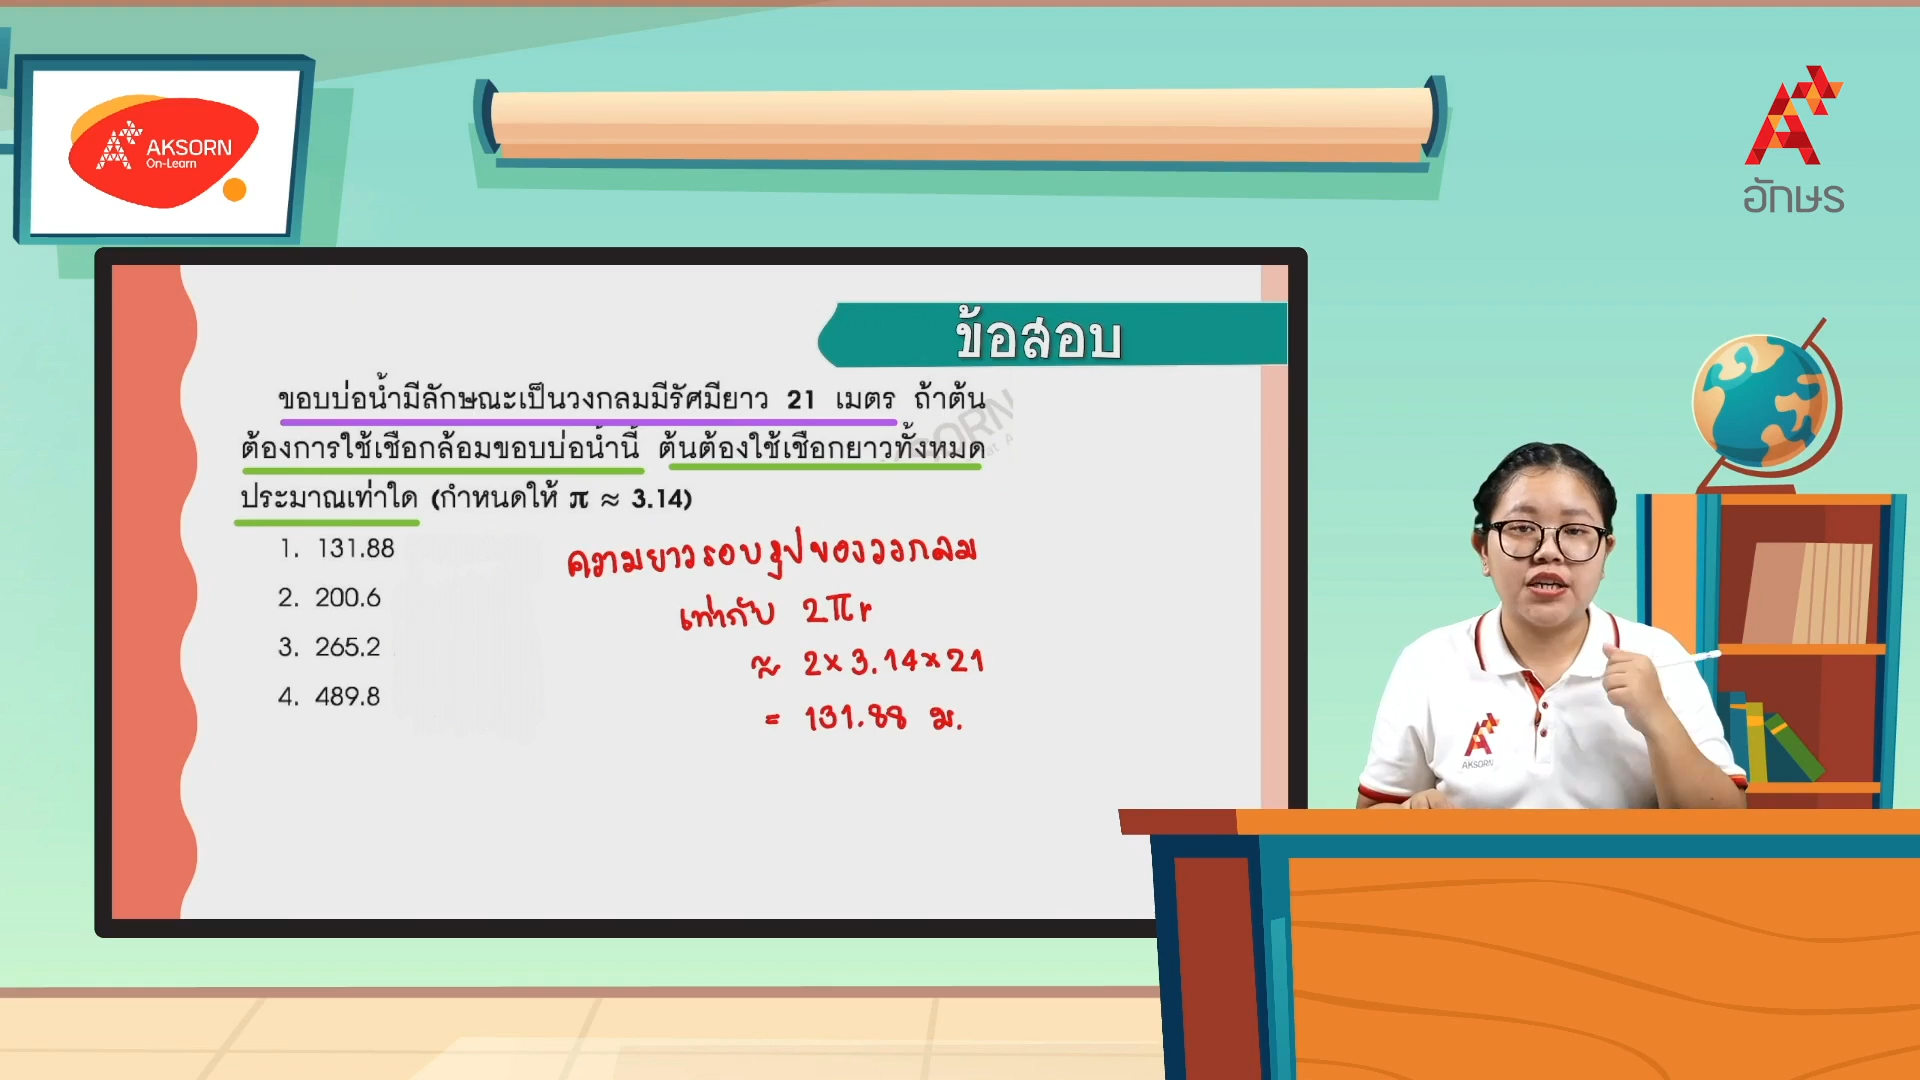 AKSORN
On-Learn
อักษร
ข้อสอบ
ขอบบ่อน้ำมีลักษณะเป็นวงกลมมีรัศมียาว 21 เมตร ถ้าต้น
ต้องการใช้เชือกล้อมขอบบ่อน้ำนี้ ต้นต้องใช้เชือกยาวทั้งหมด
ประมาณเท่าใด (กำหนดให้ π ≈ 3.14)
1. 131.88
2. 200.6
3. 265.2
4. 489.8
ความยาวรอบรูปของวงกลม
เท่ากับ 2πr
≈ 2×3.14×21
= 131.88 ม.
AKSORN